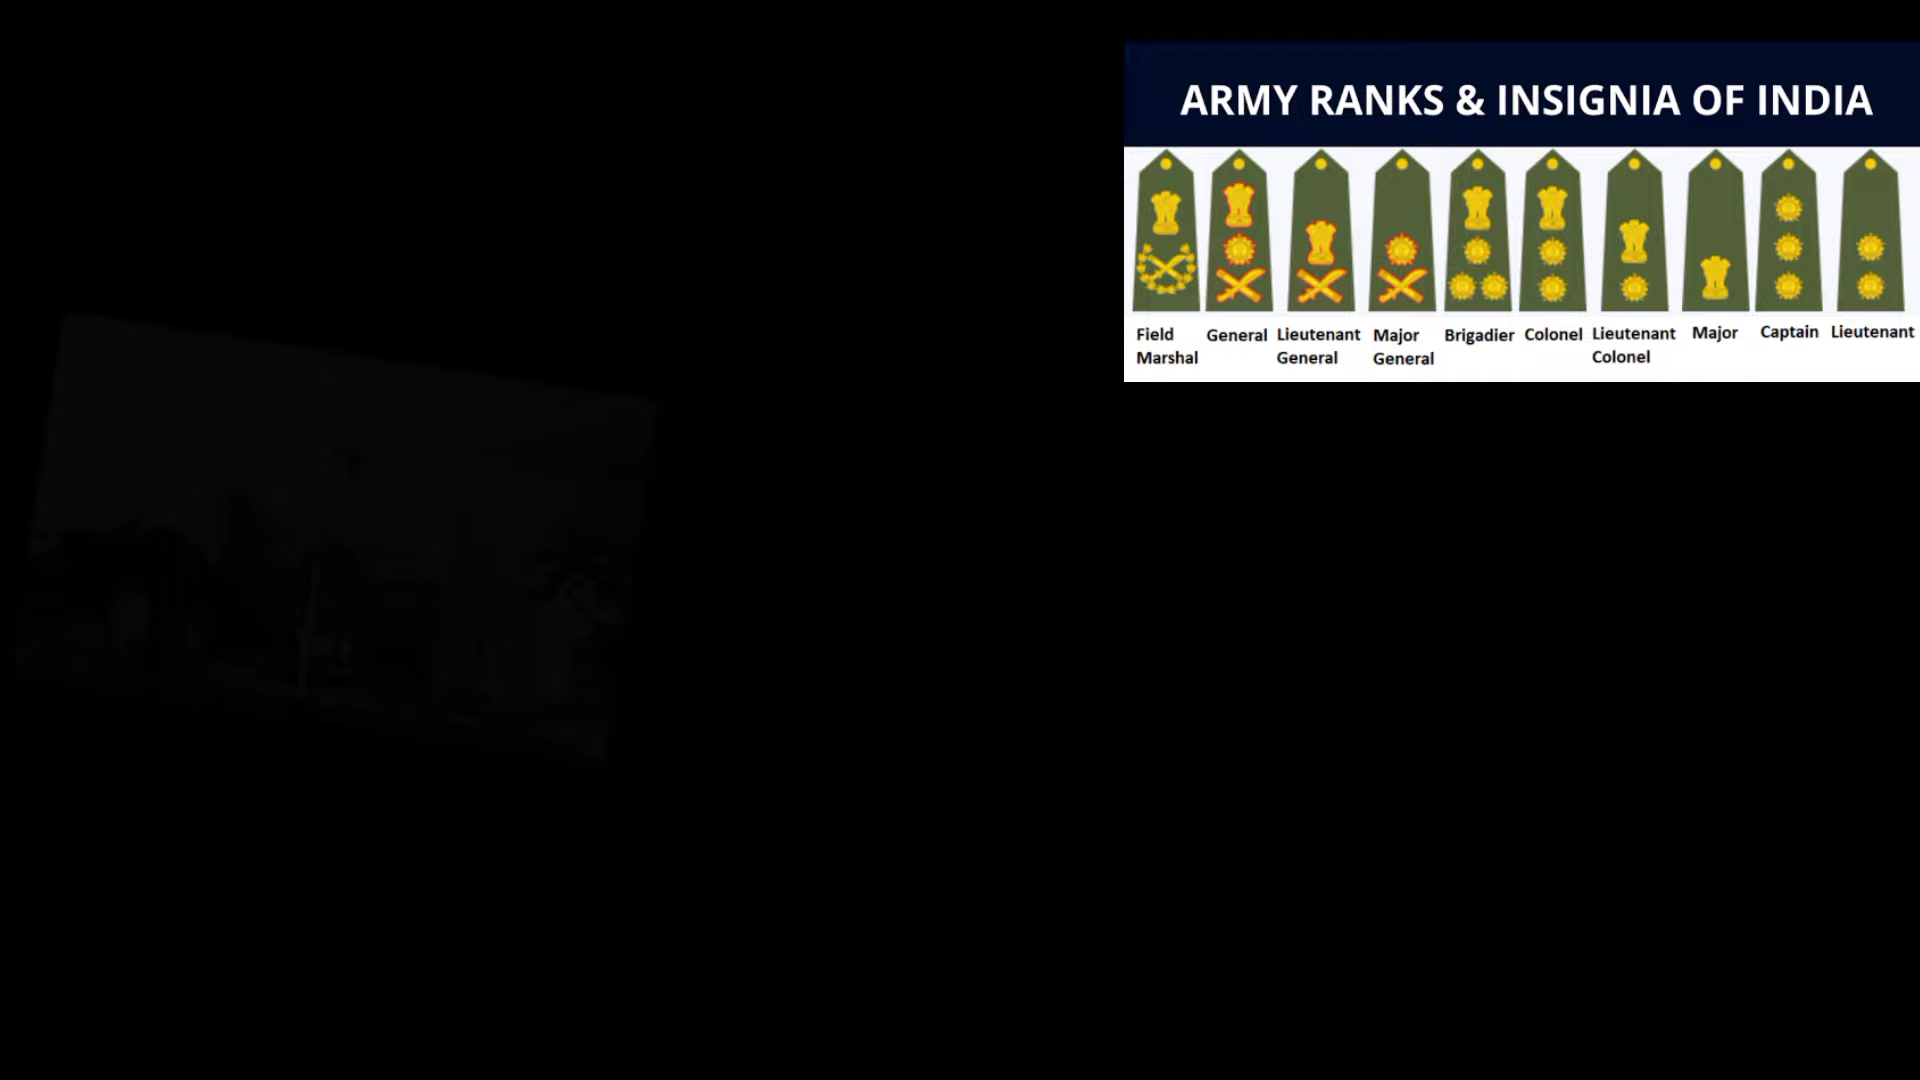 ARMY RANKS & INSIGNIA OF INDIA
Field Marshal
General
Lieutenant General
Major General
Brigadier
Colonel
Lieutenant Colonel
Major
Captain
Lieutenant